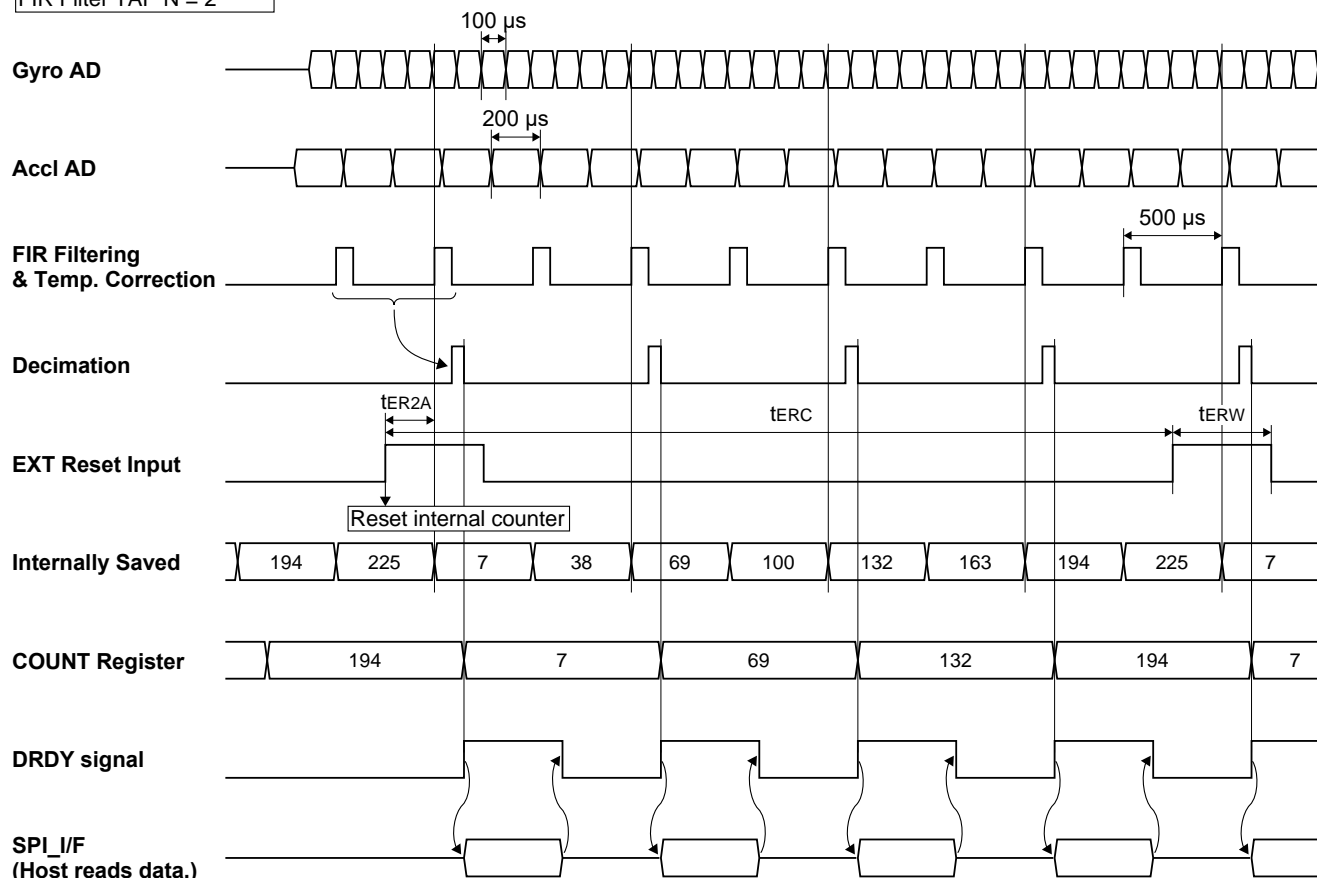 FIR Filter TAP N = 2
100 µs
Gyro AD
200 µs
Accl AD
500 µs
FIR Filtering
& Temp. Correction
Decimation
tER2A
tERC
tERW
EXT Reset Input
Reset internal counter
Internally Saved
194 225 7 38 69 100 132 163 194 225 7
COUNT Register
194 7 69 132 194 7
DRDY signal
SPI_I/F
(Host reads data.)